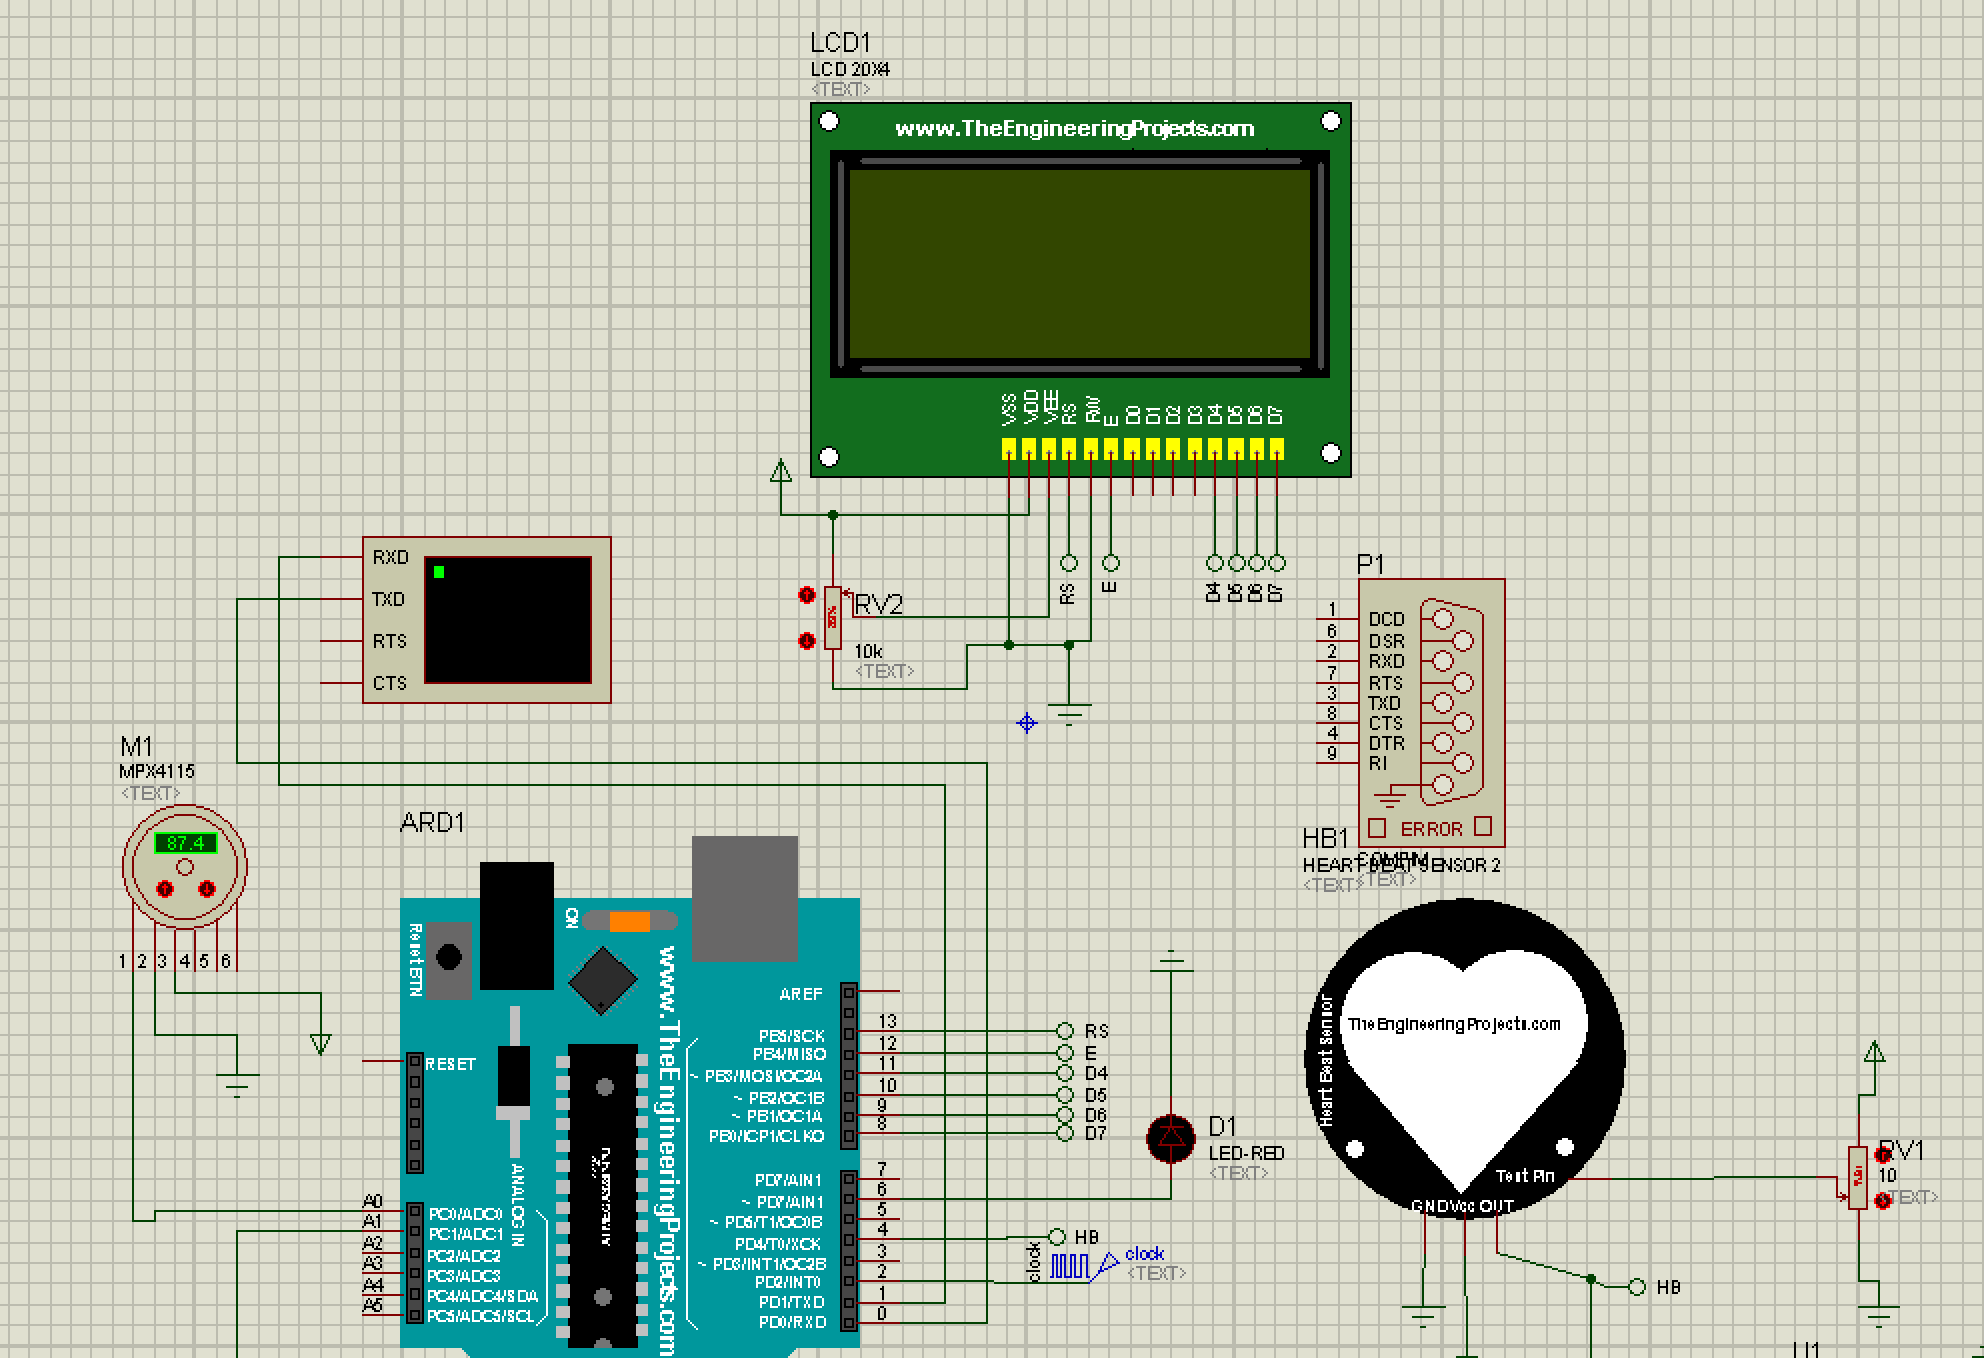 LCD1
LCD 20X4
<TEXT>
www.TheEngineeringProjects.com
VSS
VDD
VEE
RS
RW
E
D0
D1
D2
D3
D4
D5
D6
D7
RXD
TXD
RTS
CTS
RV2
10k
<TEXT>
RS
E
D4
D5
D6
D7
P1
1
6
2
7
3
8
4
9
DCD
DSR
RXD
RTS
TXD
CTS
DTR
RI
ERROR
COMPIM
<TEXT>
M1
MPX4115
<TEXT>
87.4
1 2 3 4 5 6
ARD1
Reset BTN
ON
www.TheEngineeringProjects.com
ANALOG IN
RESET
AREF
PB5/SCK
PB4/MISO
~ PB3/MOSI/OC2A
~ PB2/OC1B
~ PB1/OC1A
PB0/ICP1/CLKO
PD7/AIN1
~ PD7/AIN1
~ PD5/T1/OC0B
PD4/T0/XCK
~ PD3/INT1/OC2B
PD2/INT0
PD1/TXD
PD0/RXD
13
12
11
10
9
8
7
6
5
4
3
2
1
0
A0
A1
A2
A3
A4
A5
PC0/ADC0
PC1/ADC1
PC2/ADC2
PC3/ADC3
PC4/ADC4/SDA
PC5/ADC5/SCL
RS
E
D4
D5
D6
D7
HB
clock
clock
<TEXT>
D1
LED-RED
<TEXT>
HB1
HEART BEAT SENSOR 2
<TEXT>
Heart Beat Sensor
TheEngineeringProjects.com
Test Pin
GND Vcc OUT
HB
RV1
10
<TEXT>
U1